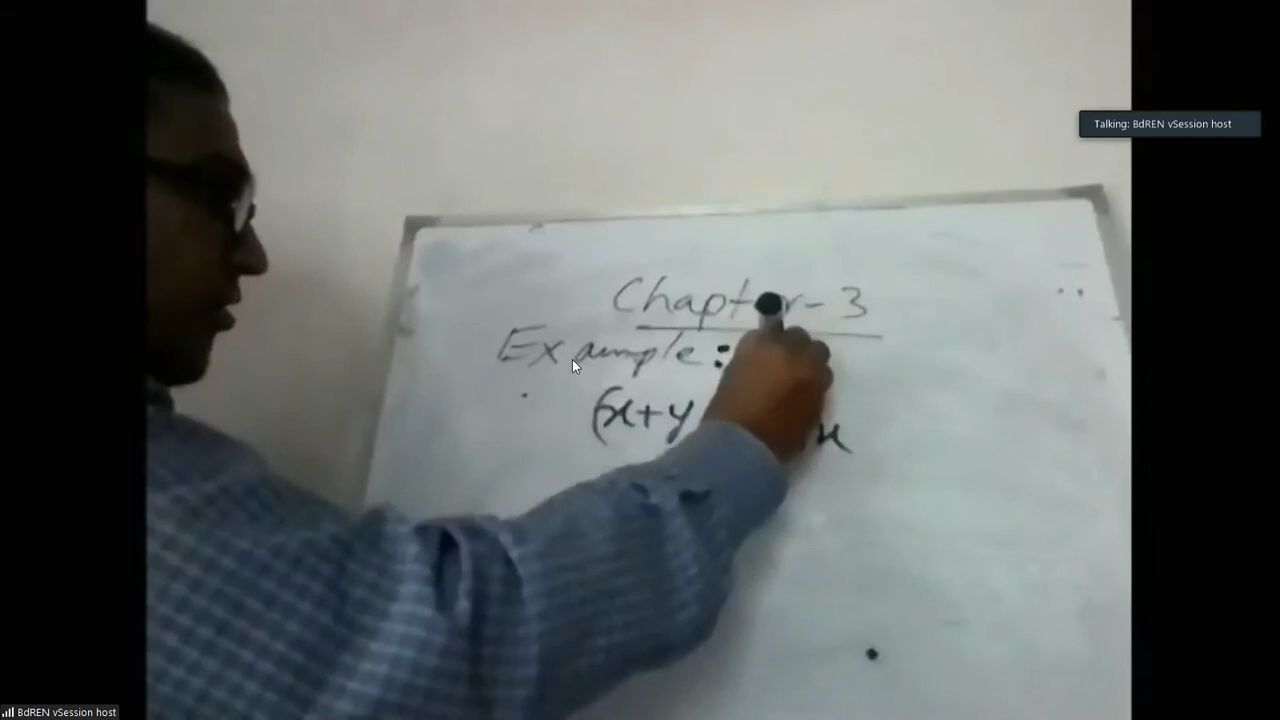 Talking: BdREN vSession host
Chapter-3
Example:
(x+y
x
BdREN vSession host